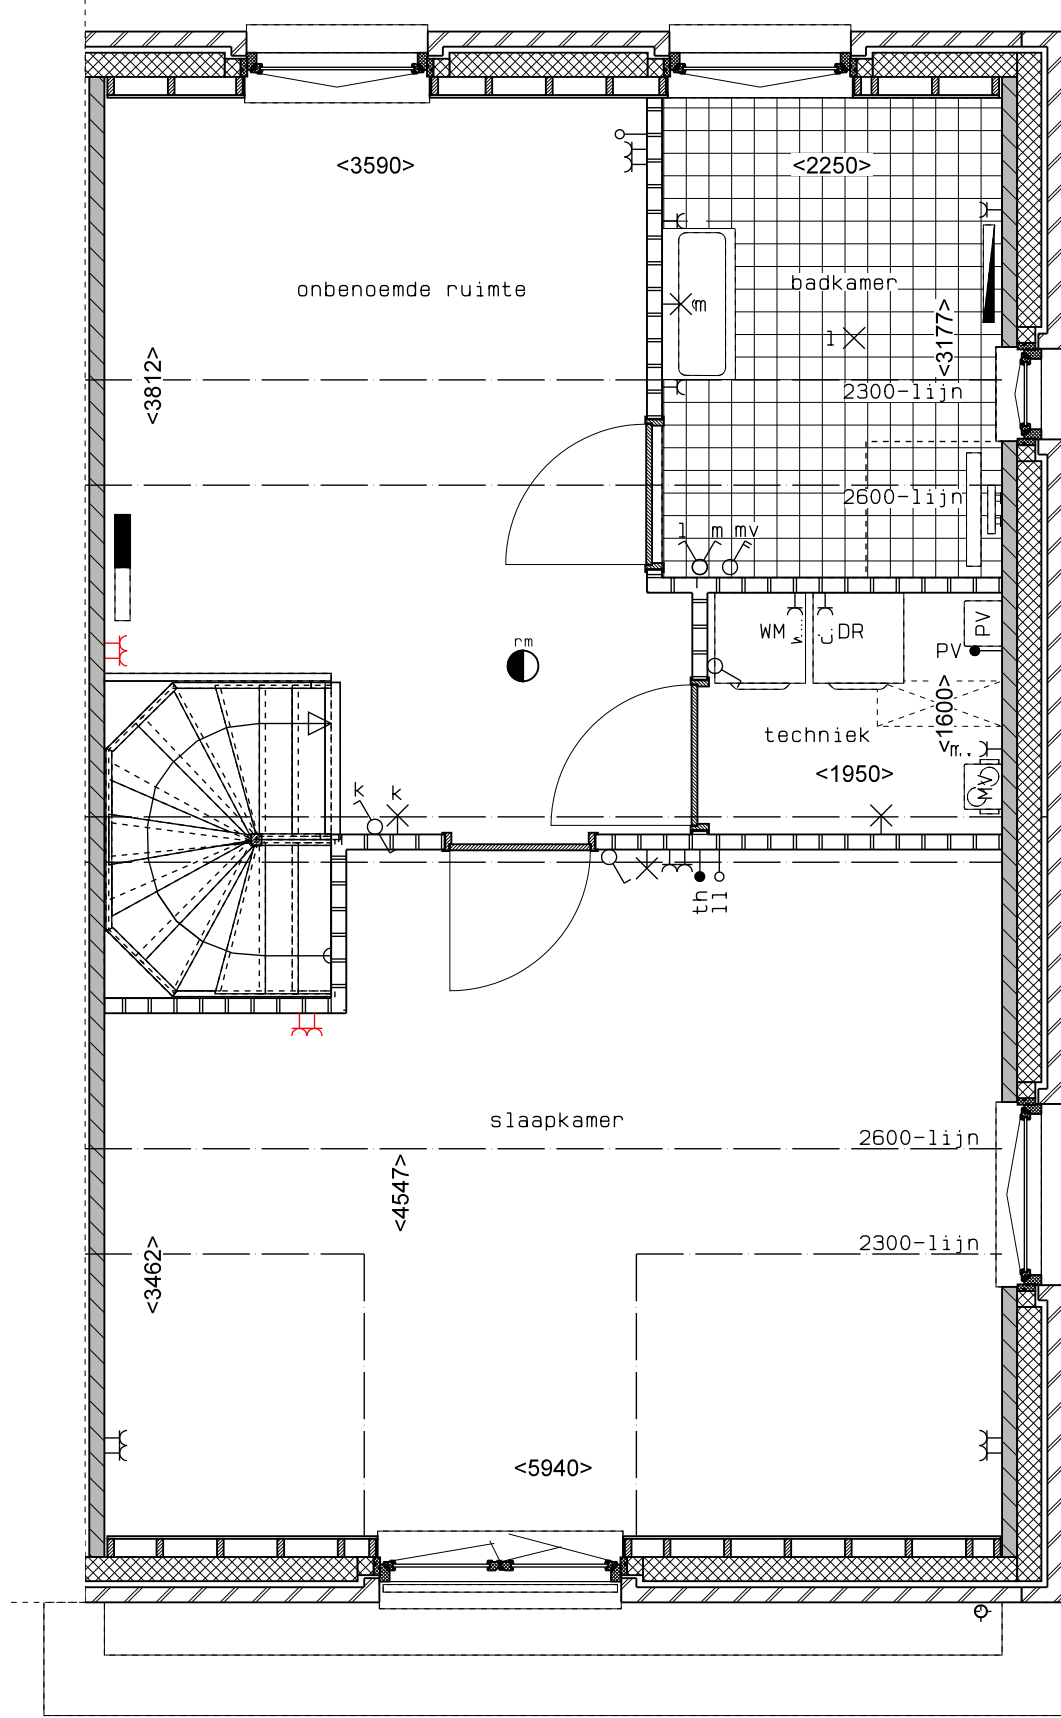 <3590>
<2250>
onbenoemde ruimte
badkamer
m
l
<3812>
<3177>
2300-lijn
2600-lijn
l m mv
rm
WM
DR
PV
PV
<1600>
techniek
<1950>
MV
k
k
th
ll
slaapkamer
2600-lijn
<4547>
2300-lijn
<3462>
<5940>